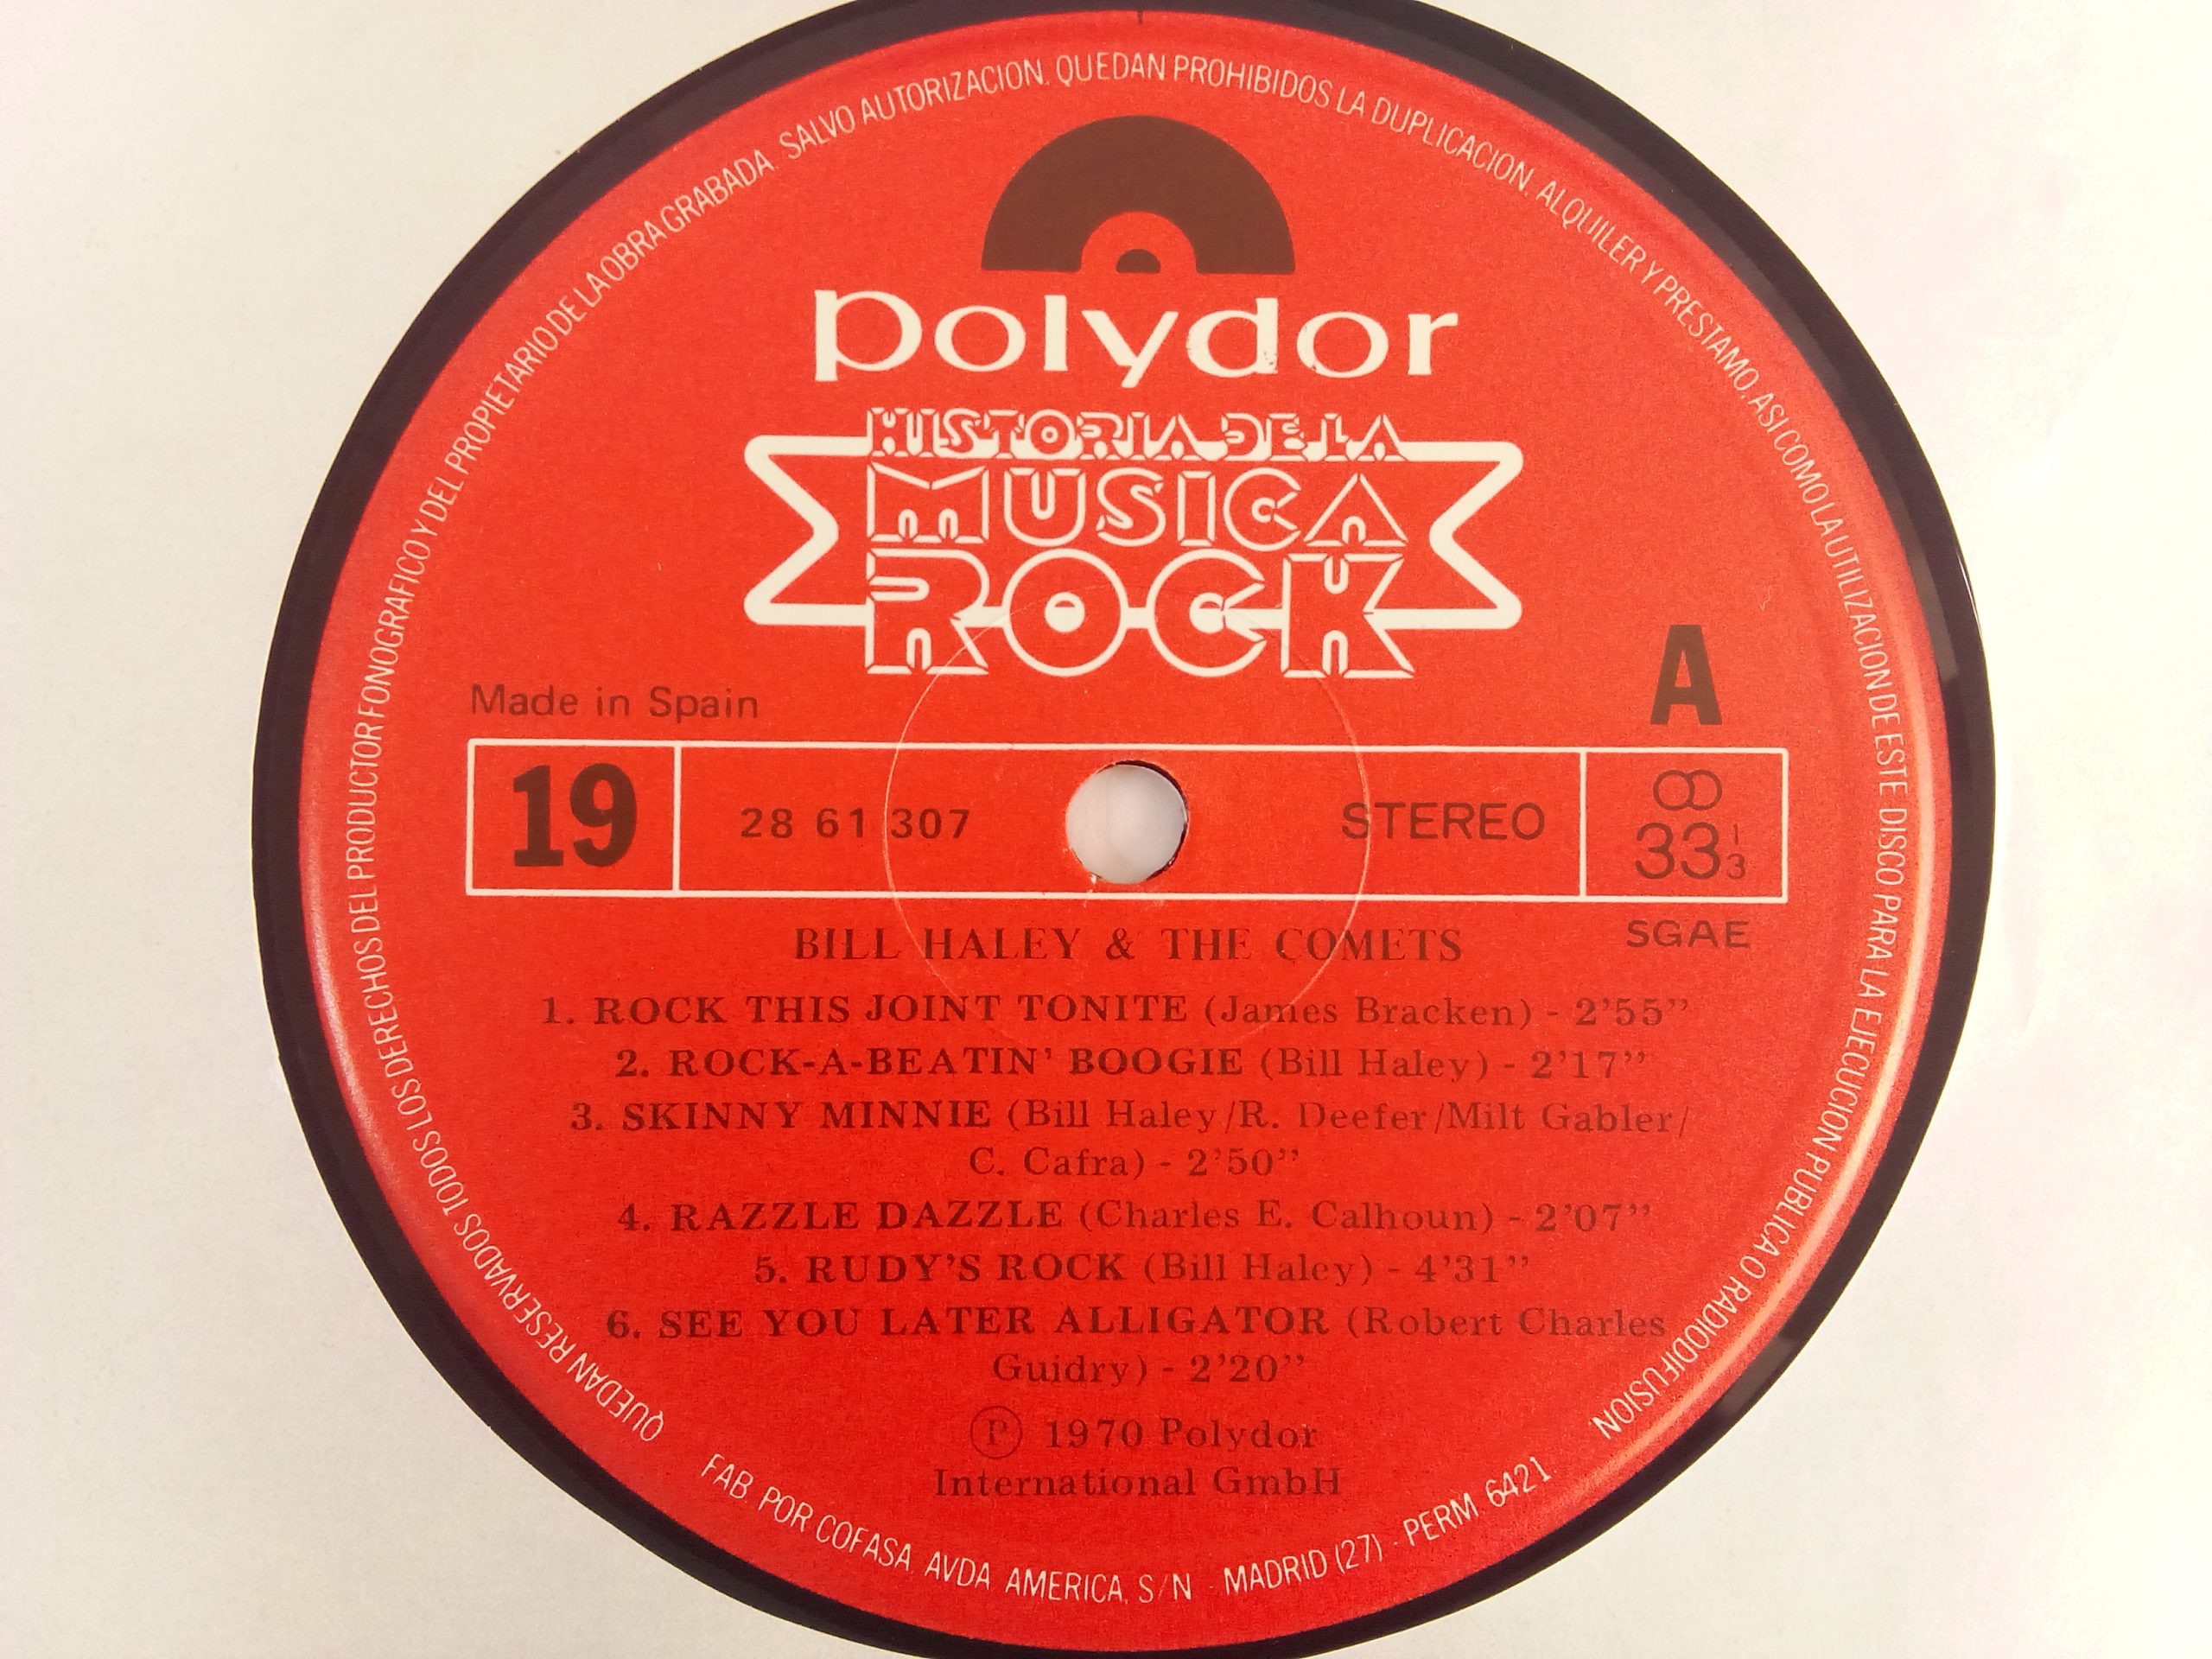 polydor
HISTORIA DE LA
MUSICA
ROCK
Made in Spain
A
19
28 61 307
STEREO
33 1/3
SGAE
BILL HALEY & THE COMETS
1. ROCK THIS JOINT TONITE (James Bracken) - 2'55"
2. ROCK-A-BEATIN' BOOGIE (Bill Haley) - 2'17"
3. SKINNY MINNIE (Bill Haley/R. Deefer/Milt Gabler/
C. Cafra) - 2'50"
4. RAZZLE DAZZLE (Charles E. Calhoun) - 2'07"
5. RUDY'S ROCK (Bill Haley) - 4'31"
6. SEE YOU LATER ALLIGATOR (Robert Charles
Guidry) - 2'20"
Ⓟ 1970 Polydor
International GmbH
QUEDAN RESERVADOS TODOS LOS DERECHOS DEL PRODUCTOR FONOGRAFICO Y DEL PROPIETARIO DE LA OBRA GRABADA. SALVO AUTORIZACION, QUEDAN PROHIBIDOS LA DUPLICACION, ALQUILER Y PRESTAMO, ASI COMO LA UTILIZACION DE ESTE DISCO PARA LA EJECUCION PUBLICA O RADIODIFUSION.
FAB. POR COFASA, AVDA AMERICA, S/N - MADRID (27) - PERM. 6421